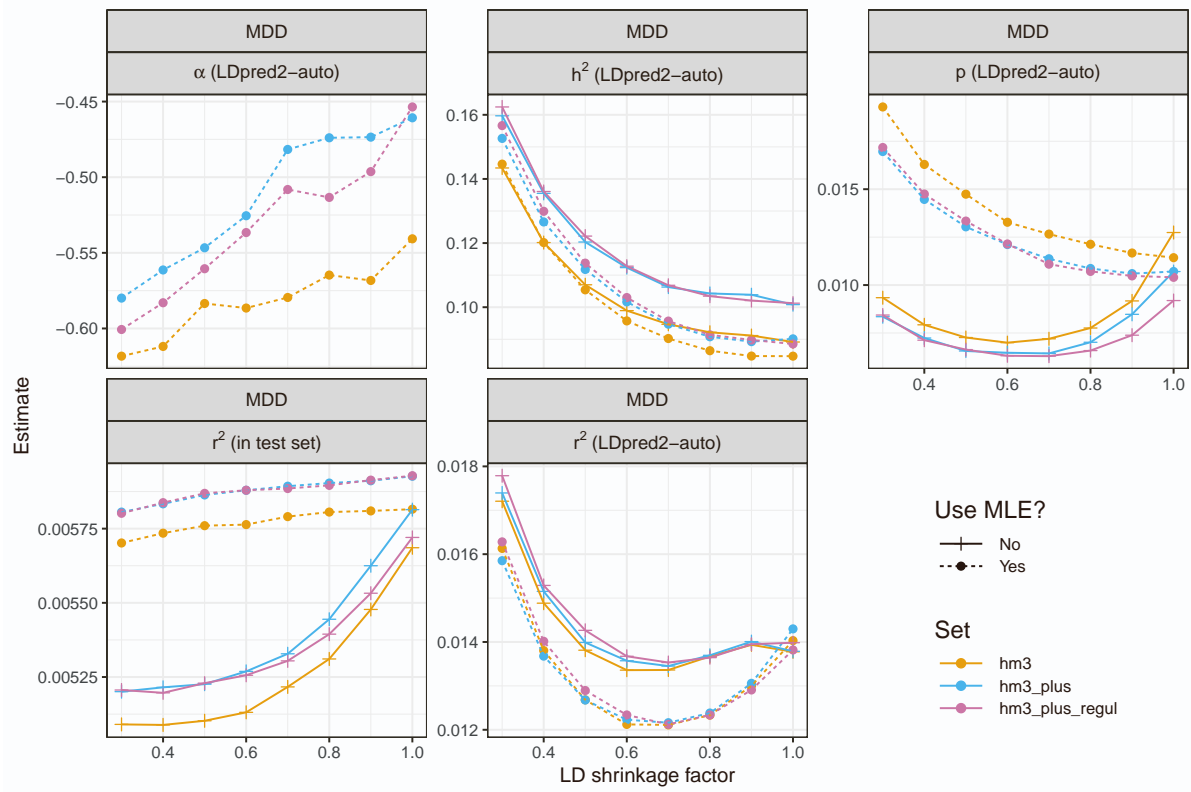 MDD
α (LDpred2−auto)
−0.45
−0.50
−0.55
−0.60
MDD
h² (LDpred2−auto)
0.16
0.14
0.12
0.10
MDD
p (LDpred2−auto)
0.015
0.010
0.4
0.6
0.8
1.0
Estimate
MDD
r² (in test set)
0.00575
0.00550
0.00525
0.4
0.6
0.8
1.0
MDD
r² (LDpred2−auto)
0.018
0.016
0.014
0.012
0.4
0.6
0.8
1.0
LD shrinkage factor
Use MLE?
No
Yes
Set
hm3
hm3_plus
hm3_plus_regul